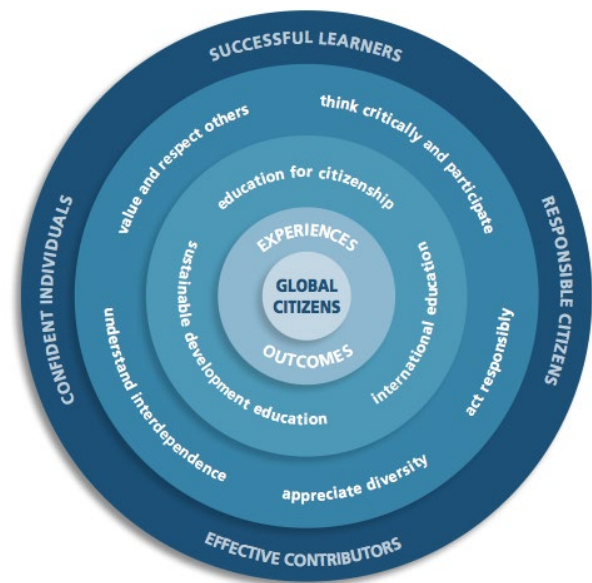 SUCCESSFUL LEARNERS
RESPONSIBLE CITIZENS
EFFECTIVE CONTRIBUTORS
CONFIDENT INDIVIDUALS
value and respect others
think critically and participate
act responsibly
appreciate diversity
understand interdependence
education for citizenship
international education
sustainable development education
EXPERIENCES
OUTCOMES
GLOBAL
CITIZENS